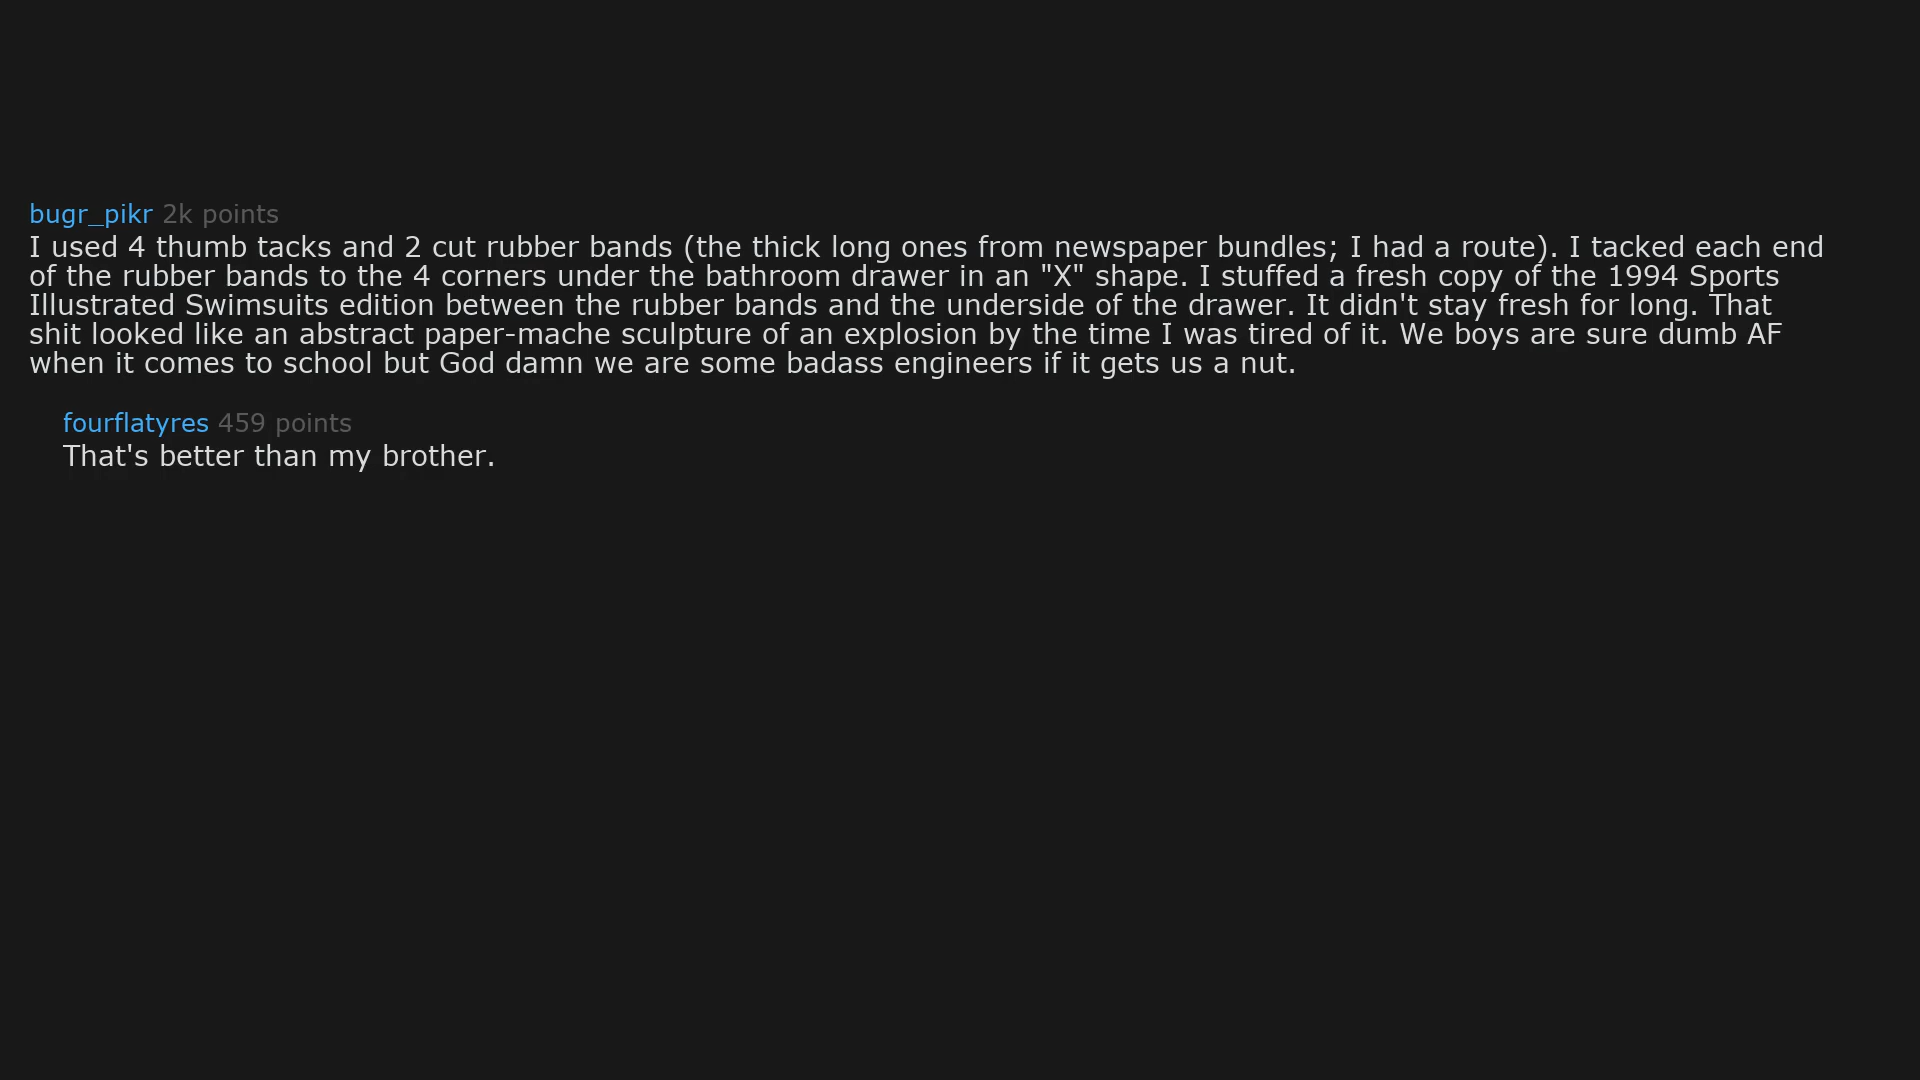 bugr_pikr 2k points
I used 4 thumb tacks and 2 cut rubber bands (the thick long ones from newspaper bundles; I had a route). I tacked each end
of the rubber bands to the 4 corners under the bathroom drawer in an "X" shape. I stuffed a fresh copy of the 1994 Sports
Illustrated Swimsuits edition between the rubber bands and the underside of the drawer. It didn't stay fresh for long. That
shit looked like an abstract paper-mache sculpture of an explosion by the time I was tired of it. We boys are sure dumb AF
when it comes to school but God damn we are some badass engineers if it gets us a nut.
fourflatyres 459 points
That's better than my brother.